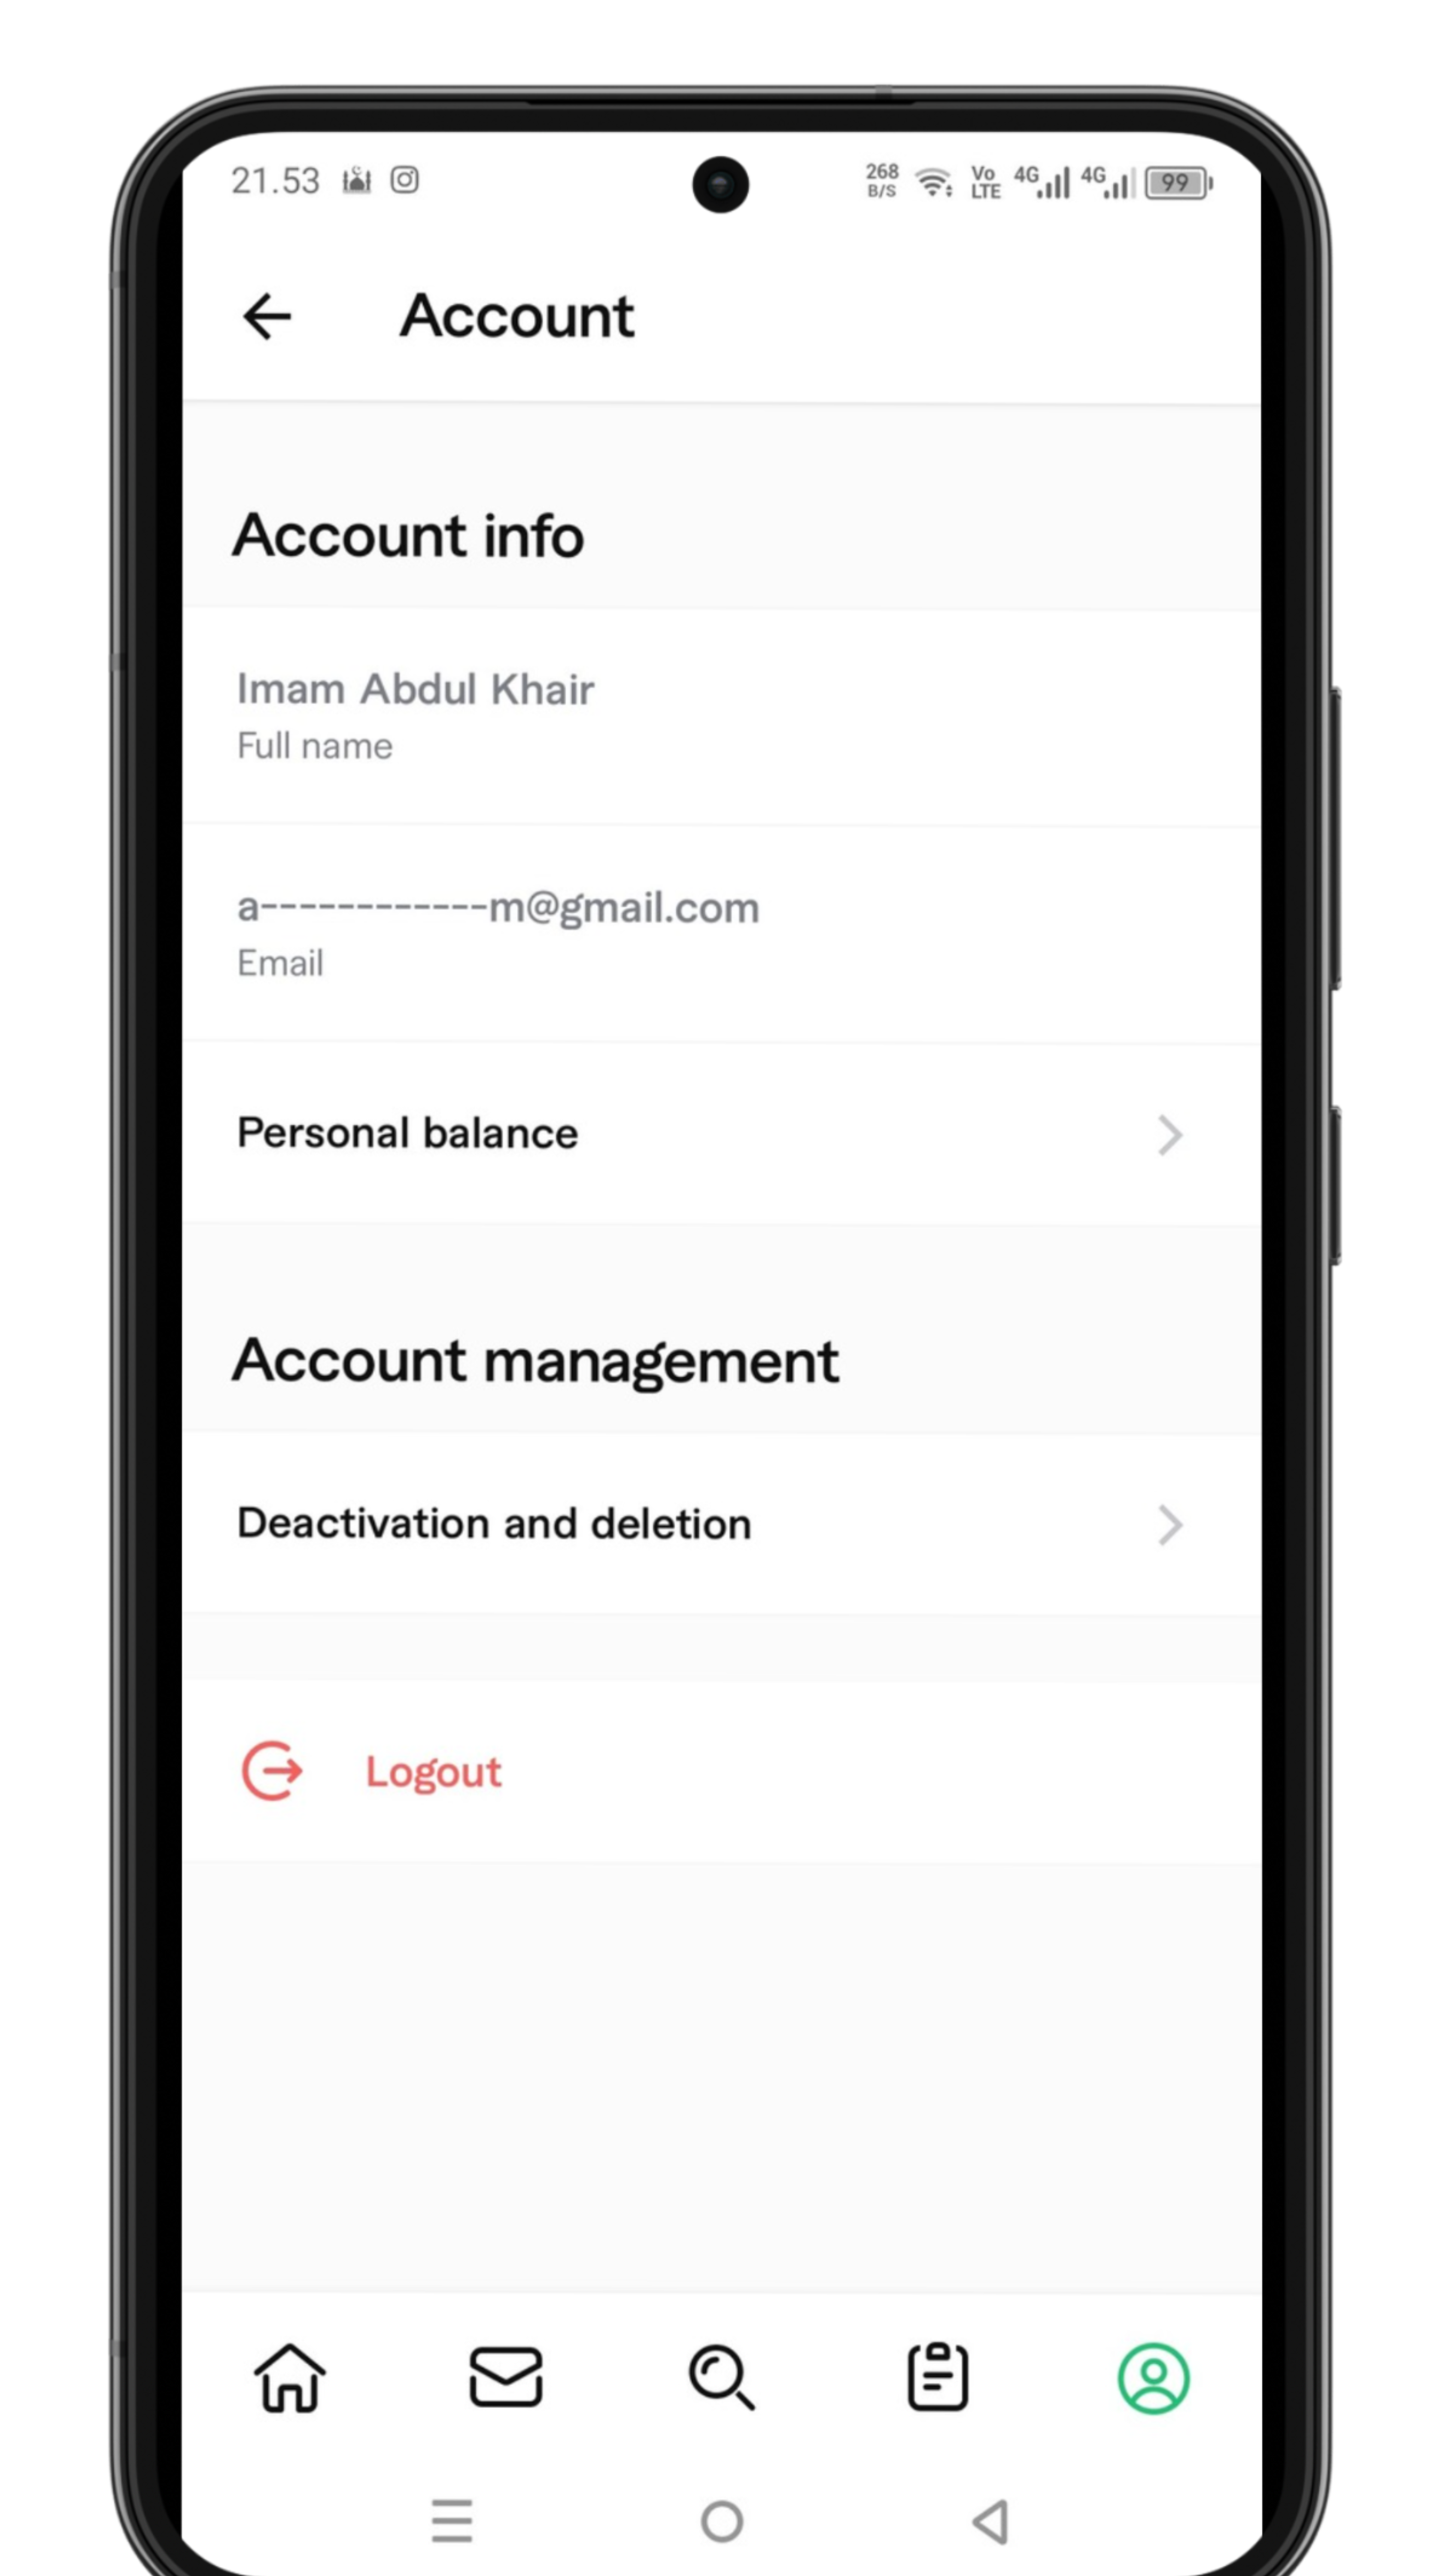 21.53
268
B/S
Vo
LTE
4G
4G
99
Account
Account info
Imam Abdul Khair
Full name
a------------m@gmail.com
Email
Personal balance
Account management
Deactivation and deletion
Logout